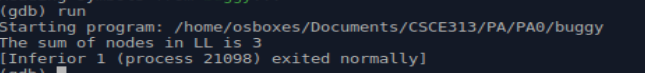 (gdb) run
Starting program: /home/osboxes/Documents/CSCE313/PA/PA0/buggy
The sum of nodes in LL is 3
[Inferior 1 (process 21098) exited normally]
(gdb)